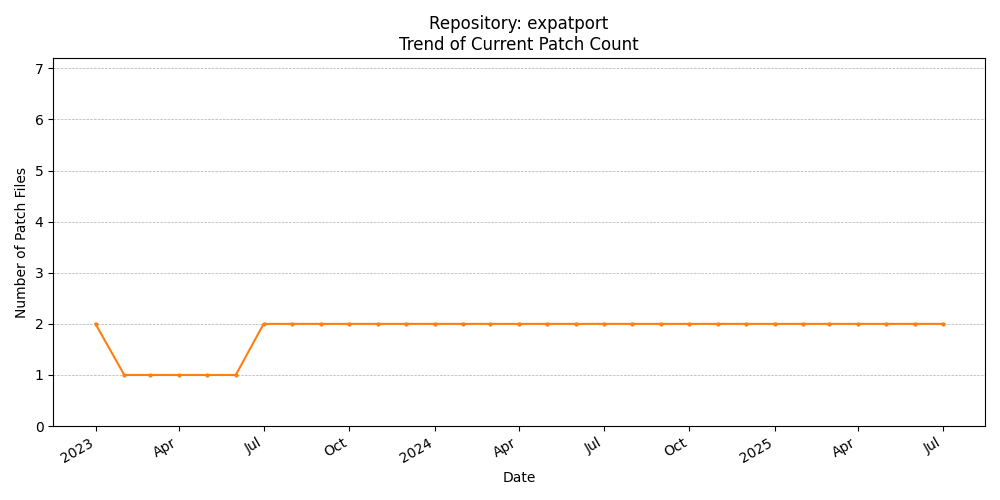 Repository: expatport
Trend of Current Patch Count
Number of Patch Files
7
6
5
4
3
2
1
0
2023
Apr
Jul
Oct
2024
Apr
Jul
Oct
2025
Apr
Jul
Date